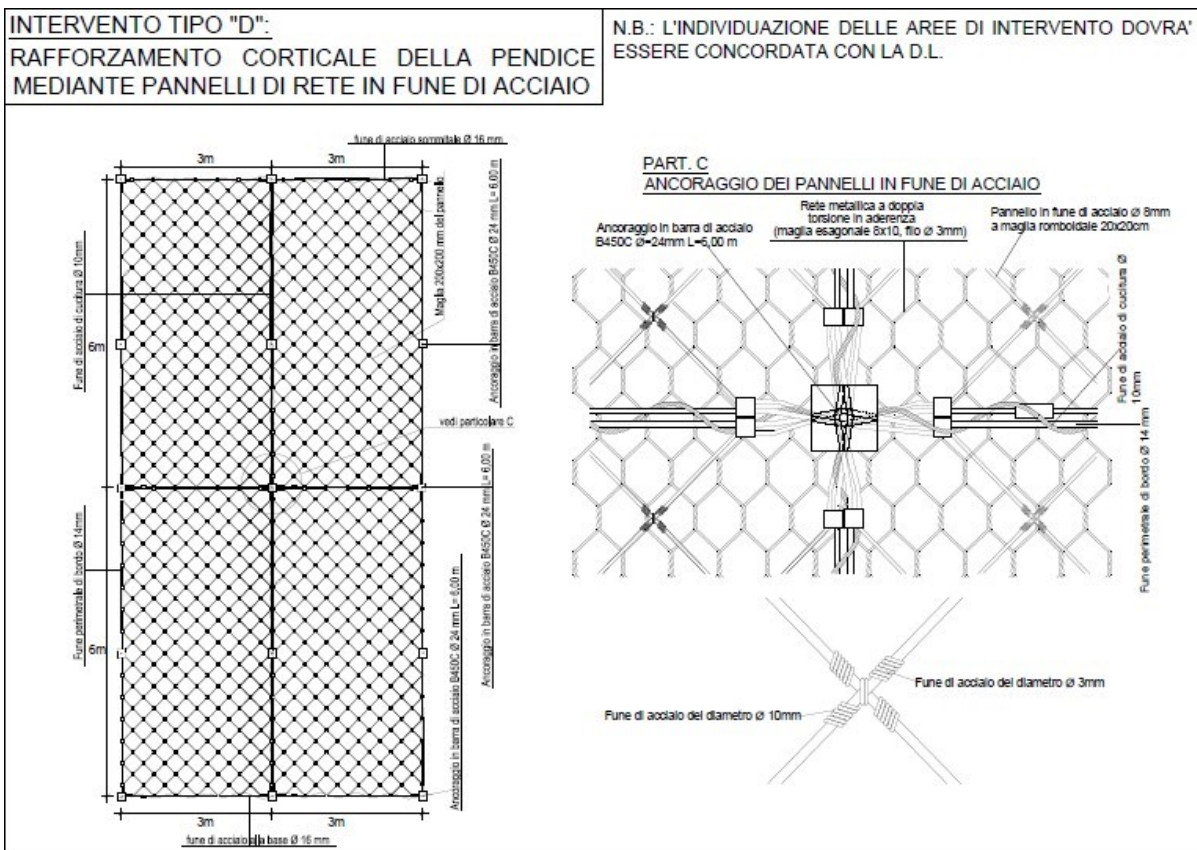 INTERVENTO TIPO "D":
RAFFORZAMENTO CORTICALE DELLA PENDICE
MEDIANTE PANNELLI DI RETE IN FUNE DI ACCIAIO
N.B.: L'INDIVIDUAZIONE DELLE AREE DI INTERVENTO DOVRA'
ESSERE CONCORDATA CON LA D.L.
fune di acciaio sommitale Ø 16 mm
3m
3m
Fune di acciaio di cucitura Ø 10mm
6m
Maglia 200x200 mm del pannello
Ancoraggio in barra di acciaio B450C Ø 24 mm L= 6,00 m
vedi particolare C
Fune perimetrale di bordo Ø 14mm
6m
Ancoraggio in barra di acciaio B450C Ø 24 mm L= 6,00 m
Ancoraggio in barra di acciaio B450C Ø 24 mm L= 6,00 m
3m
3m
fune di acciaio alla base Ø 16 mm
PART. C
ANCORAGGIO DEI PANNELLI IN FUNE DI ACCIAIO
Ancoraggio in barra di acciaio
B450C Ø=24mm L=6,00 m
Rete metallica a doppia
torsione in aderenza
(maglia esagonale 8x10, filo Ø 3mm)
Pannello in fune di acciaio Ø 8mm
a maglia romboidale 20x20cm
Fune di acciaio di cucitura Ø
10mm
Fune perimetrale di bordo Ø 14 mm
Fune di acciaio del diametro Ø 3mm
Fune di acciaio del diametro Ø 10mm